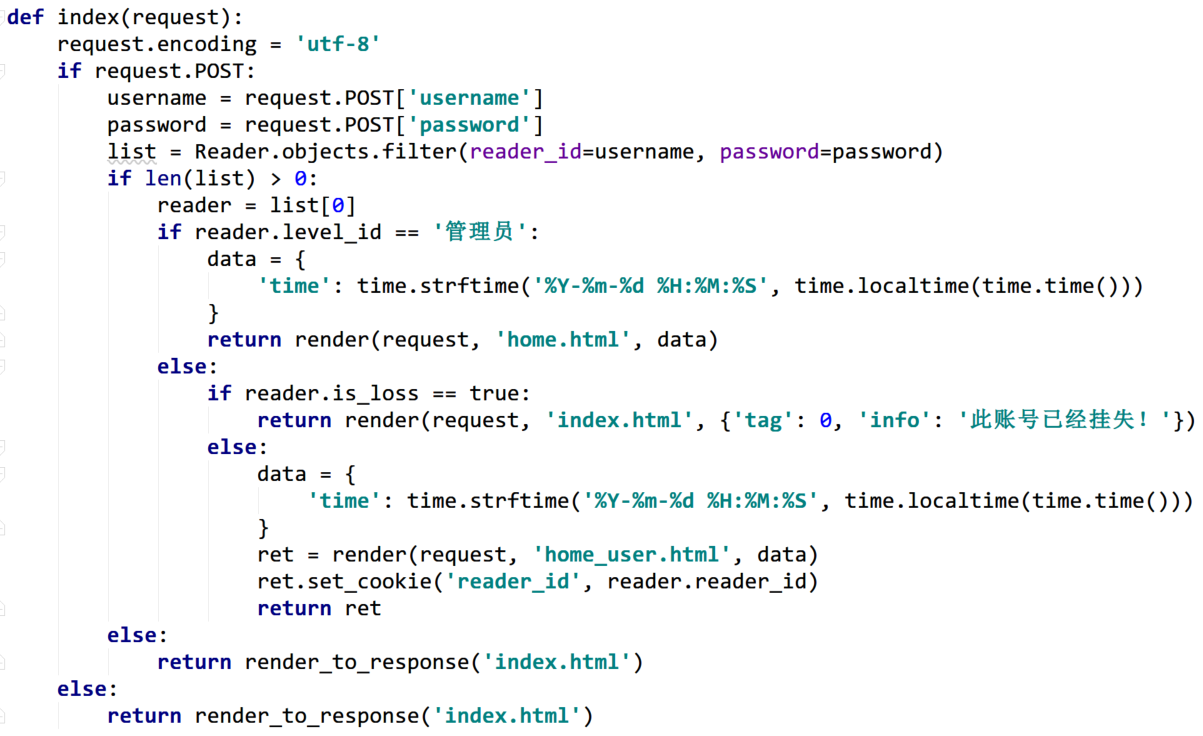 def index(request):
    request.encoding = 'utf-8'
    if request.POST:
        username = request.POST['username']
        password = request.POST['password']
        list = Reader.objects.filter(reader_id=username, password=password)
        if len(list) > 0:
            reader = list[0]
            if reader.level_id == '管理员':
                data = {
                    'time': time.strftime('%Y-%m-%d %H:%M:%S', time.localtime(time.time()))
                }
                return render(request, 'home.html', data)
            else:
                if reader.is_loss == true:
                    return render(request, 'index.html', {'tag': 0, 'info': '此账号已经挂失！'})
                else:
                    data = {
                        'time': time.strftime('%Y-%m-%d %H:%M:%S', time.localtime(time.time()))
                    }
                    ret = render(request, 'home_user.html', data)
                    ret.set_cookie('reader_id', reader.reader_id)
                    return ret
        else:
            return render_to_response('index.html')
    else:
        return render_to_response('index.html')